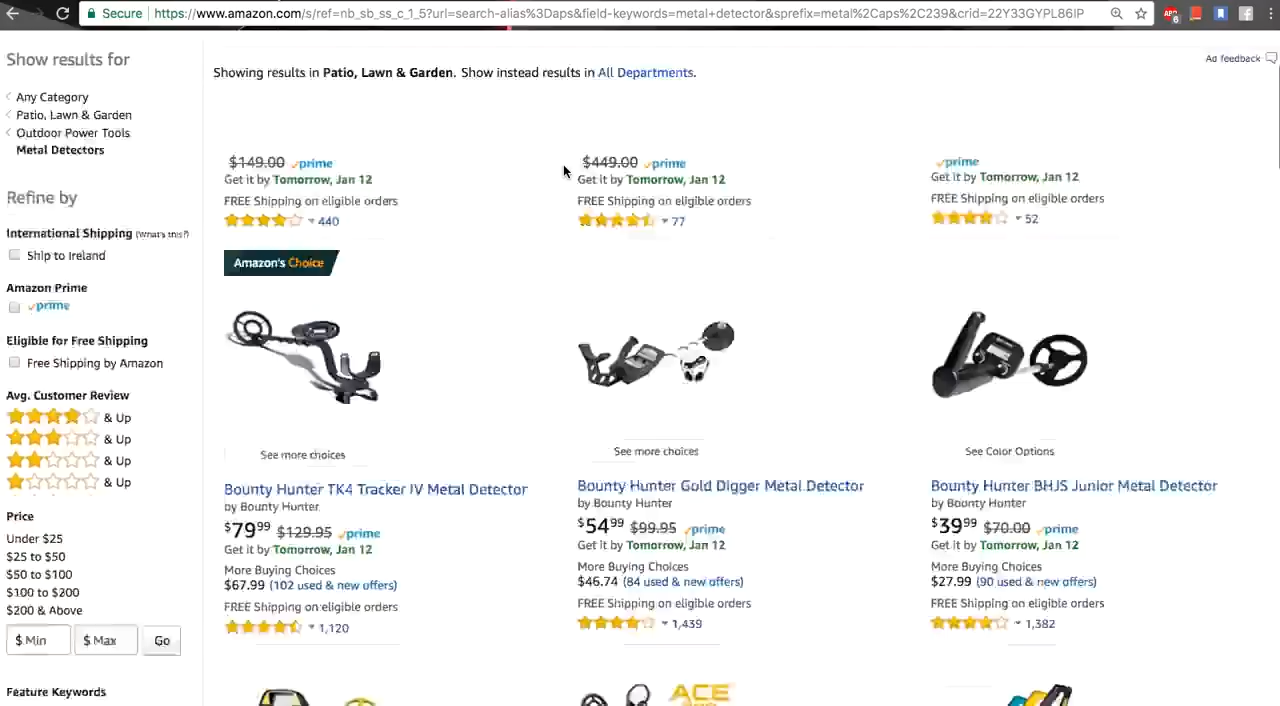 Secure
https://www.amazon.com/s/ref=nb_sb_ss_c_1_5?url=search-alias%3Daps&field-keywords=metal+detector&sprefix=metal%2Caps%2C239&crid=22Y33GYPL86IP
ABP
6
Show results for
Any Category
Patio, Lawn & Garden
Outdoor Power Tools
Metal Detectors
Refine by
International Shipping (What's this?)
Ship to Ireland
Amazon Prime
prime
Eligible for Free Shipping
Free Shipping by Amazon
Avg. Customer Review
& Up
& Up
& Up
& Up
Price
Under $25
$25 to $50
$50 to $100
$100 to $200
$200 & Above
$ Min
$ Max
Go
Feature Keywords
Showing results in Patio, Lawn & Garden. Show instead results in All Departments.
Ad feedback
$149.00 prime
Get it by Tomorrow, Jan 12
FREE Shipping on eligible orders
440
$449.00 prime
Get it by Tomorrow, Jan 12
FREE Shipping on eligible orders
77
prime
Get it by Tomorrow, Jan 12
FREE Shipping on eligible orders
52
Amazon's Choice
See more choices
Bounty Hunter TK4 Tracker IV Metal Detector
by Bounty Hunter
$79 99 $129.95 prime
Get it by Tomorrow, Jan 12
More Buying Choices
$67.99 (102 used & new offers)
FREE Shipping on eligible orders
1,120
See more choices
Bounty Hunter Gold Digger Metal Detector
by Bounty Hunter
$54 99 $99.95 prime
Get it by Tomorrow, Jan 12
More Buying Choices
$46.74 (84 used & new offers)
FREE Shipping on eligible orders
1,439
See Color Options
Bounty Hunter BHJS Junior Metal Detector
by Bounty Hunter
$39 99 $70.00 prime
Get it by Tomorrow, Jan 12
More Buying Choices
$27.99 (90 used & new offers)
FREE Shipping on eligible orders
1,382
ACE